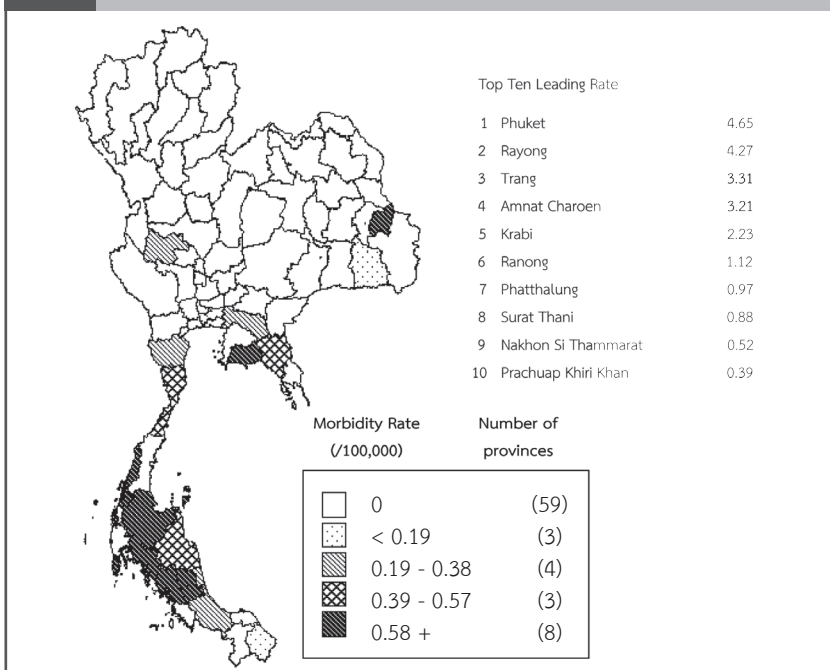 Top Ten Leading Rate
1 Phuket 4.65
2 Rayong 4.27
3 Trang 3.31
4 Amnat Charoen 3.21
5 Krabi 2.23
6 Ranong 1.12
7 Phatthalung 0.97
8 Surat Thani 0.88
9 Nakhon Si Thammarat 0.52
10 Prachuap Khiri Khan 0.39
Morbidity Rate Number of
(/100,000) provinces
0 (59)
< 0.19 (3)
0.19 - 0.38 (4)
0.39 - 0.57 (3)
0.58 + (8)